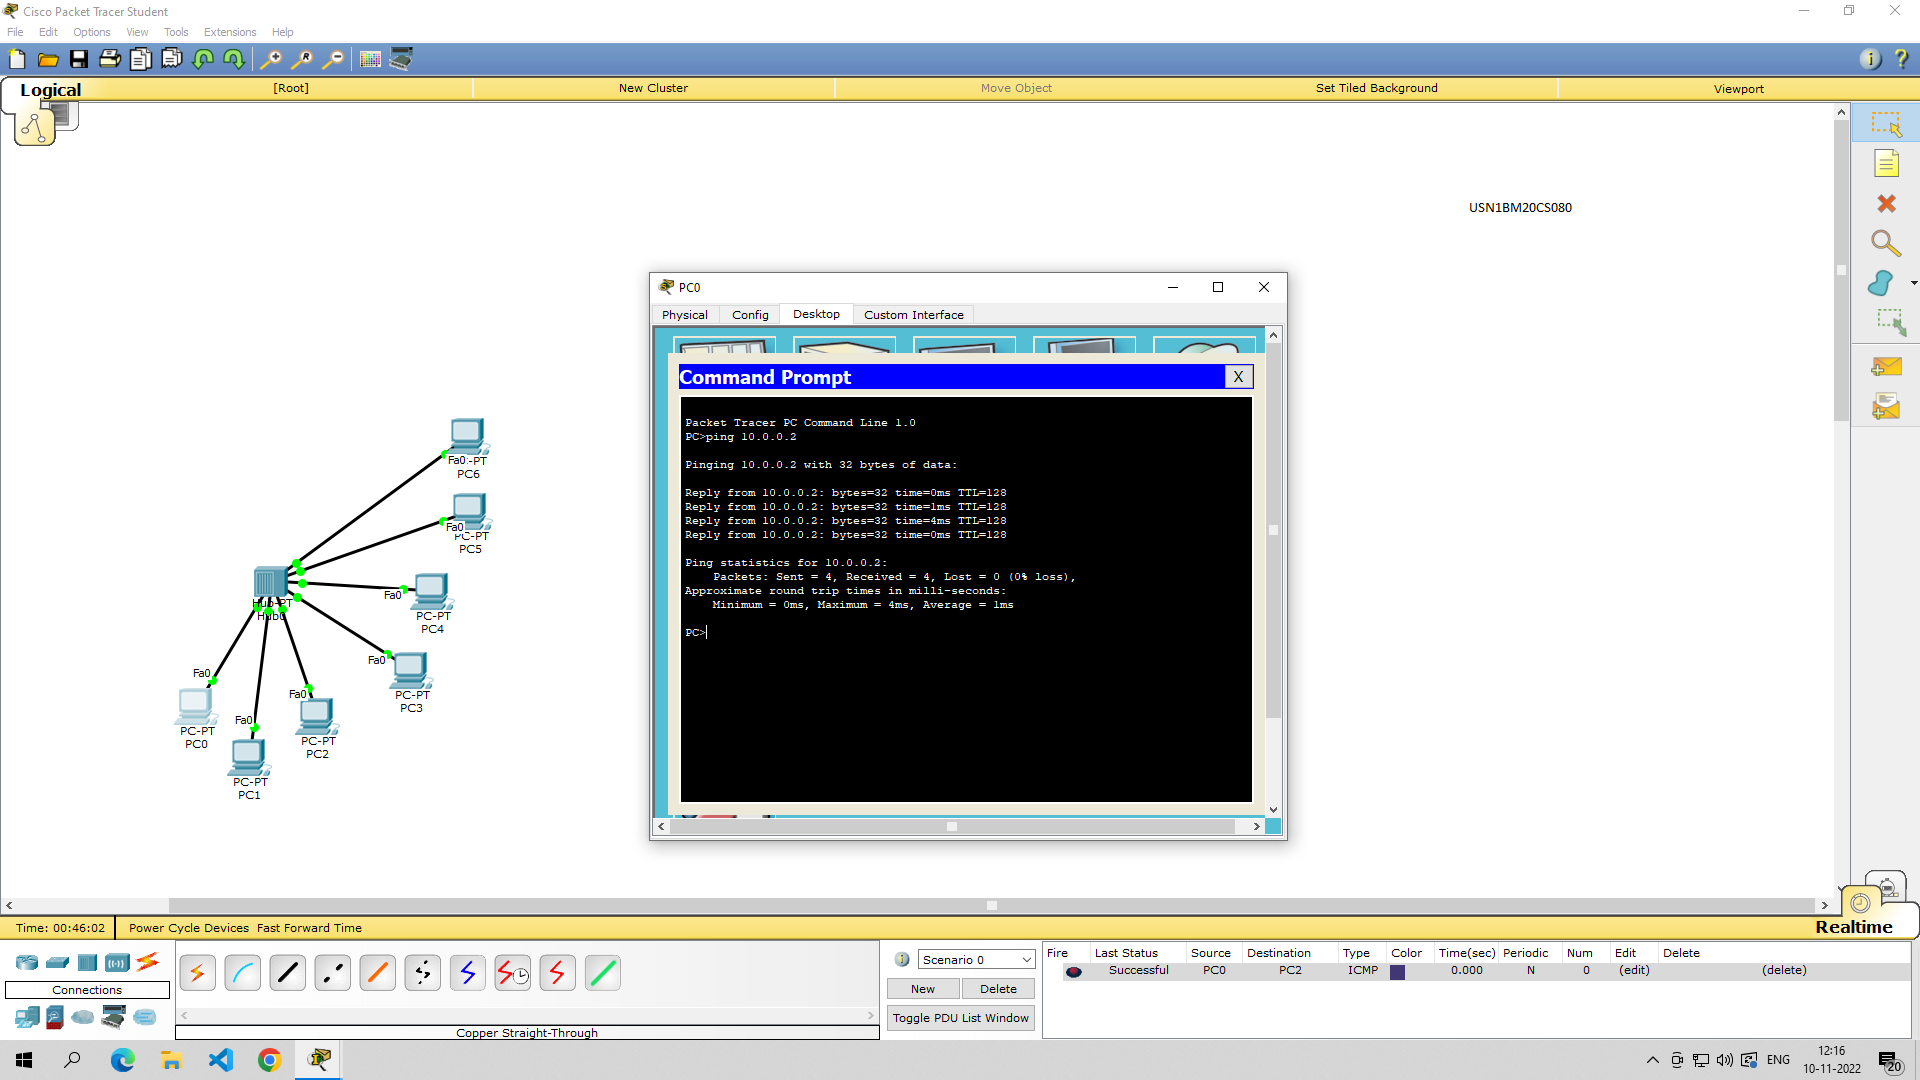 Cisco Packet Tracer Student
File Edit Options View Tools Extensions Help
Logical [Root] New Cluster Move Object Set Tiled Background Viewport
USN1BM20CS080
PC0
Physical Config Desktop Custom Interface
Command Prompt X
Packet Tracer PC Command Line 1.0
PC>ping 10.0.0.2
Pinging 10.0.0.2 with 32 bytes of data:
Reply from 10.0.0.2: bytes=32 time=0ms TTL=128
Reply from 10.0.0.2: bytes=32 time=1ms TTL=128
Reply from 10.0.0.2: bytes=32 time=4ms TTL=128
Reply from 10.0.0.2: bytes=32 time=0ms TTL=128
Ping statistics for 10.0.0.2:
Packets: Sent = 4, Received = 4, Lost = 0 (0% loss),
Approximate round trip times in milli-seconds:
Minimum = 0ms, Maximum = 4ms, Average = 1ms
PC>
Fa0 -PT
PC6
Fa0
PC-PT
PC5
Fa0
PC-PT
PC4
Hub-PT
Hub0
Fa0
PC-PT
PC3
Fa0
PC-PT
PC0
Fa0
PC-PT
PC1
Fa0
PC-PT
PC2
Time: 00:46:02 Power Cycle Devices Fast Forward Time Realtime
Connections
Copper Straight-Through
Scenario 0
New Delete
Toggle PDU List Window
Fire Last Status Source Destination Type Color Time(sec) Periodic Num Edit Delete
Successful PC0 PC2 ICMP 0.000 N 0 (edit) (delete)
ENG 12:16
10-11-2022
20